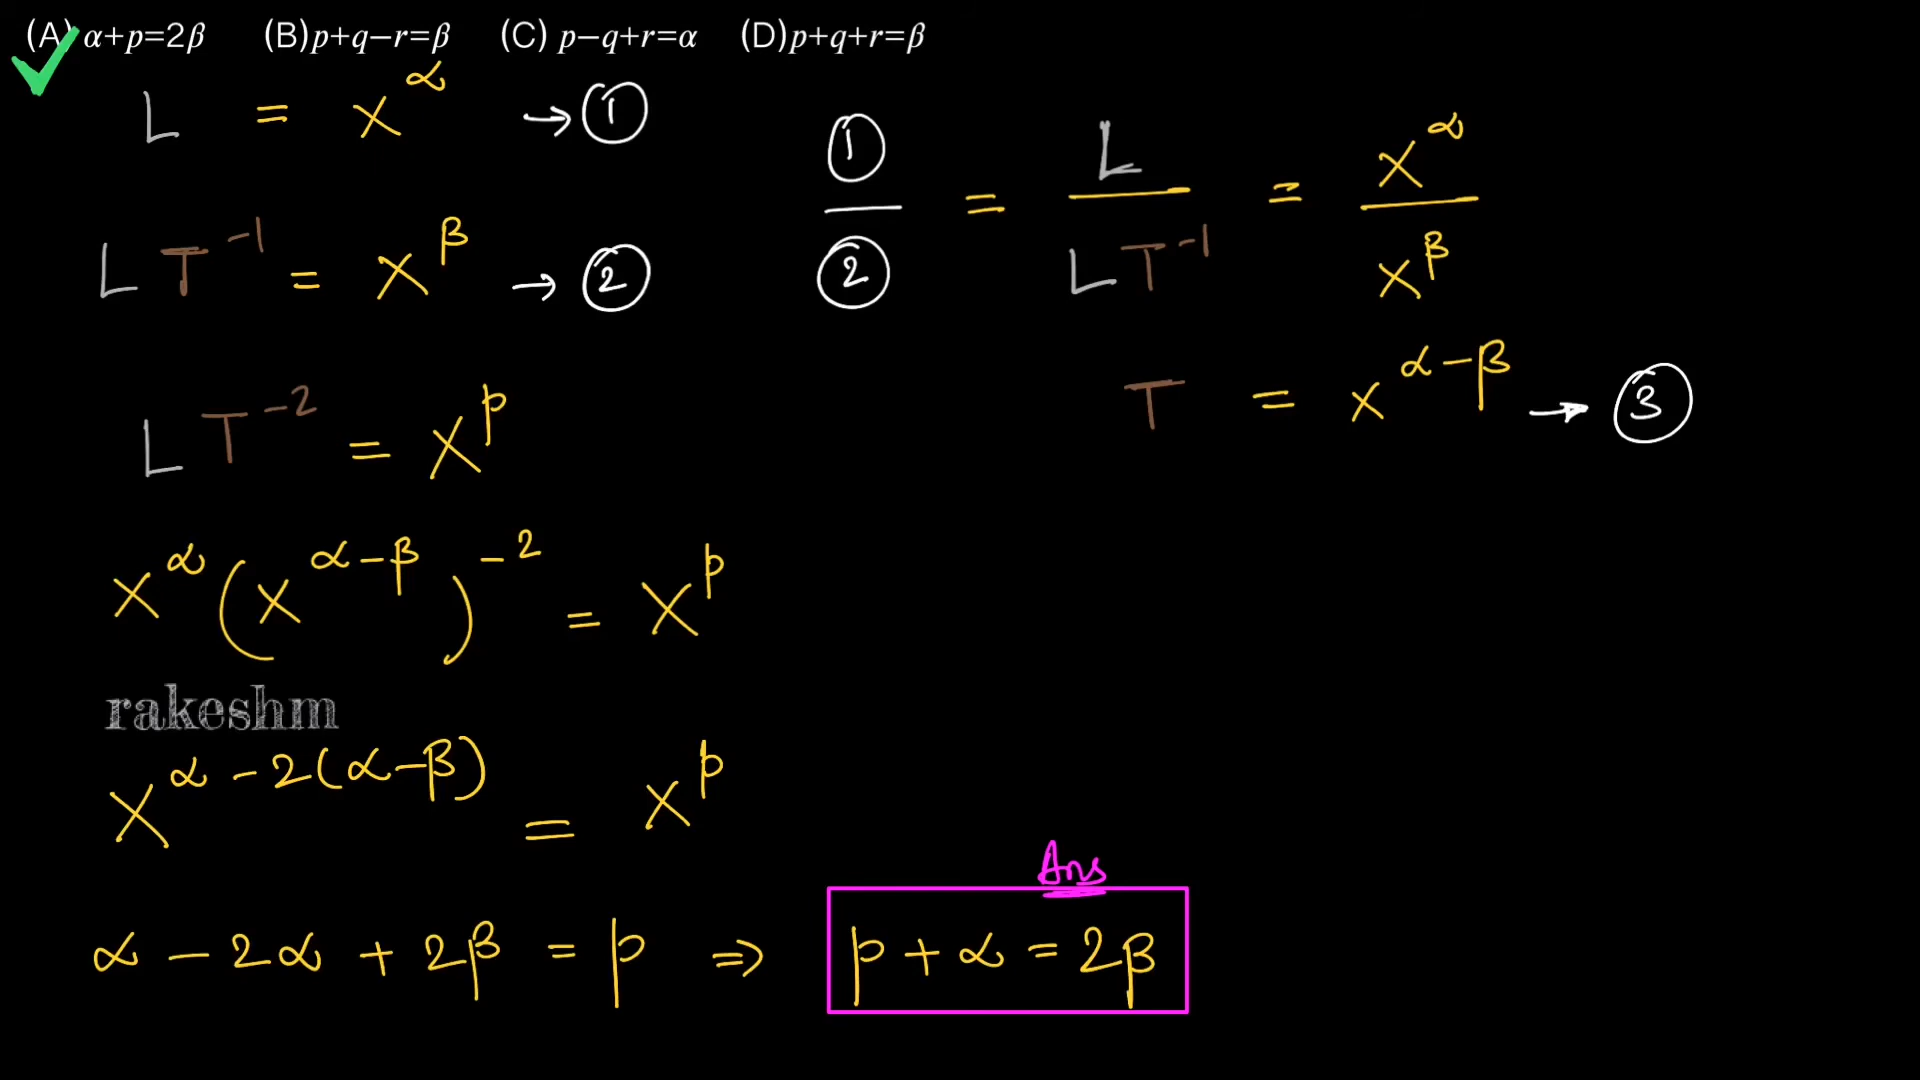 (A) α+p=2β (B)p+q−r=β (C) p−q+r=α (D)p+q+r=β
L = X^α → ①
LT^-1 = X^β → ②
①/② = L/LT^-1 = X^α/X^β
T = X^α-β → ③
LT^-2 = X^p
X^α (X^α-β)^-2 = X^p
rakeshm
X^α-2(α-β) = X^p
Ans
α - 2α + 2β = p ⇒ p + α = 2β